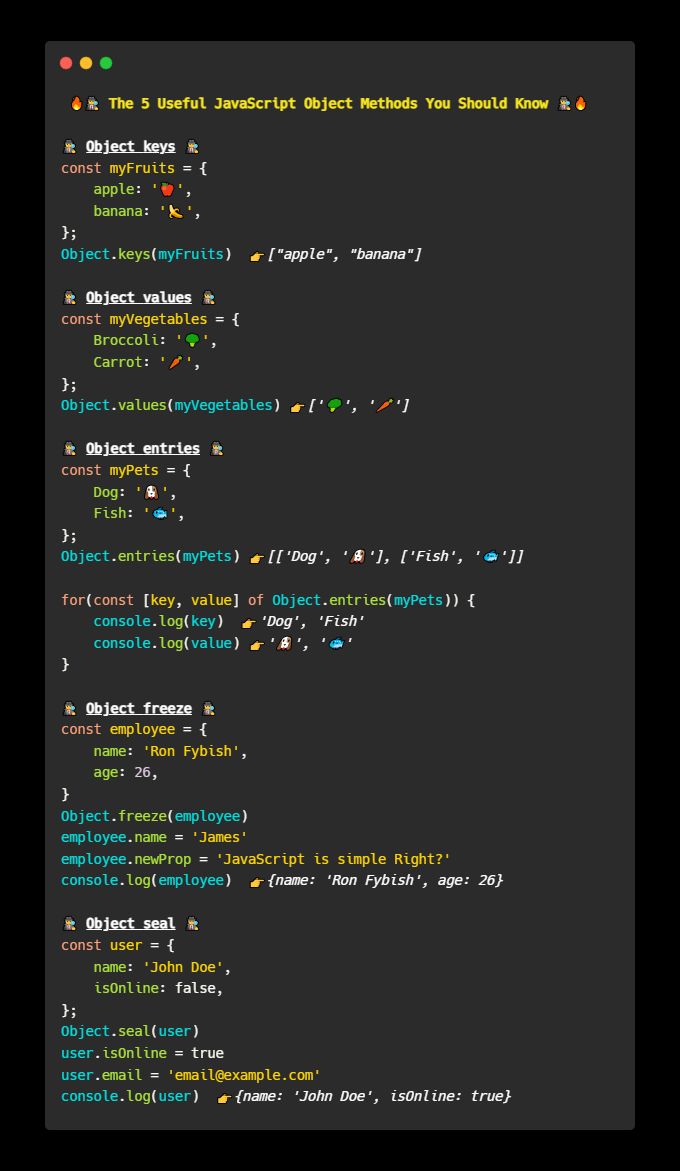 🔥👩‍🔬 The 5 Useful JavaScript Object Methods You Should Know 👩‍🔬🔥
👩‍🔬 Object keys 👩‍🔬
const myFruits = {
    apple: '🍎',
    banana: '🍌',
};
Object.keys(myFruits)  👉["apple", "banana"]
👩‍🔬 Object values 👩‍🔬
const myVegetables = {
    Broccoli: '🥦',
    Carrot: '🥕',
};
Object.values(myVegetables) 👉['🥦', '🥕']
👩‍🔬 Object entries 👩‍🔬
const myPets = {
    Dog: '🐶',
    Fish: '🐟',
};
Object.entries(myPets) 👉[['Dog', '🐶'], ['Fish', '🐟']]
for(const [key, value] of Object.entries(myPets)) {
    console.log(key)  👉'Dog', 'Fish'
    console.log(value) 👉'🐶', '🐟'
}
👩‍🔬 Object freeze 👩‍🔬
const employee = {
    name: 'Ron Fybish',
    age: 26,
}
Object.freeze(employee)
employee.name = 'James'
employee.newProp = 'JavaScript is simple Right?'
console.log(employee)  👉{name: 'Ron Fybish', age: 26}
👩‍🔬 Object seal 👩‍🔬
const user = {
    name: 'John Doe',
    isOnline: false,
};
Object.seal(user)
user.isOnline = true
user.email = 'email@example.com'
console.log(user)  👉{name: 'John Doe', isOnline: true}